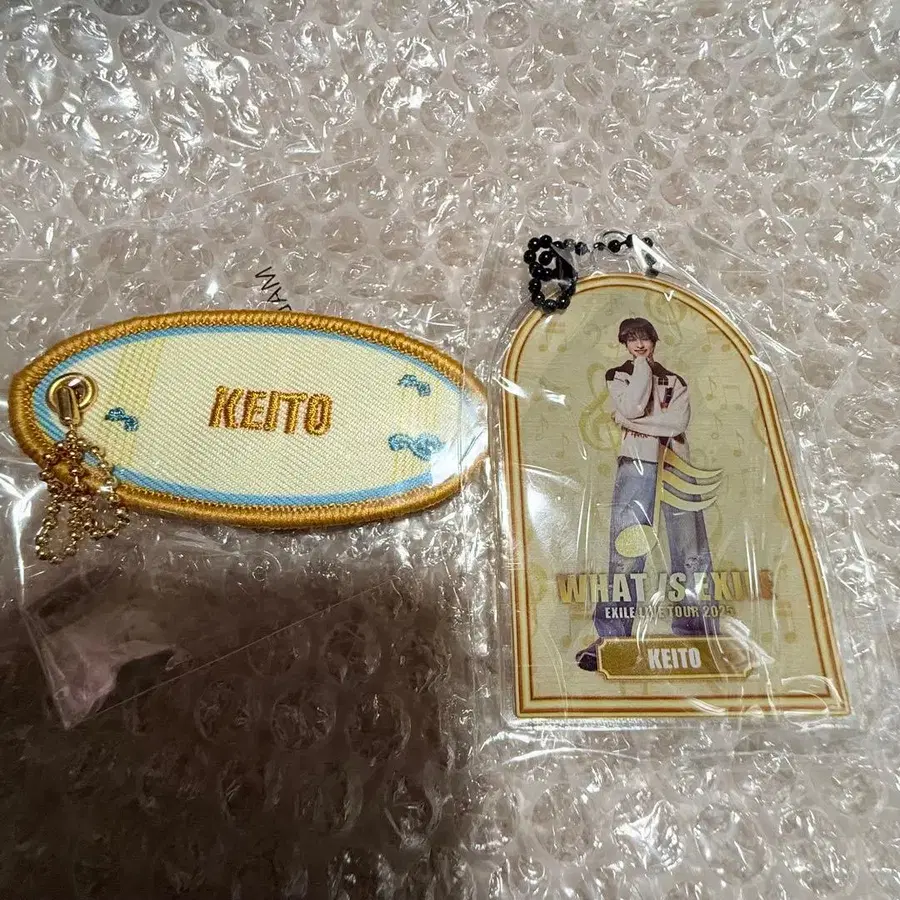 KEITO
WHAT IS EXILE
EXILE LIVE TOUR 2025
KEITO